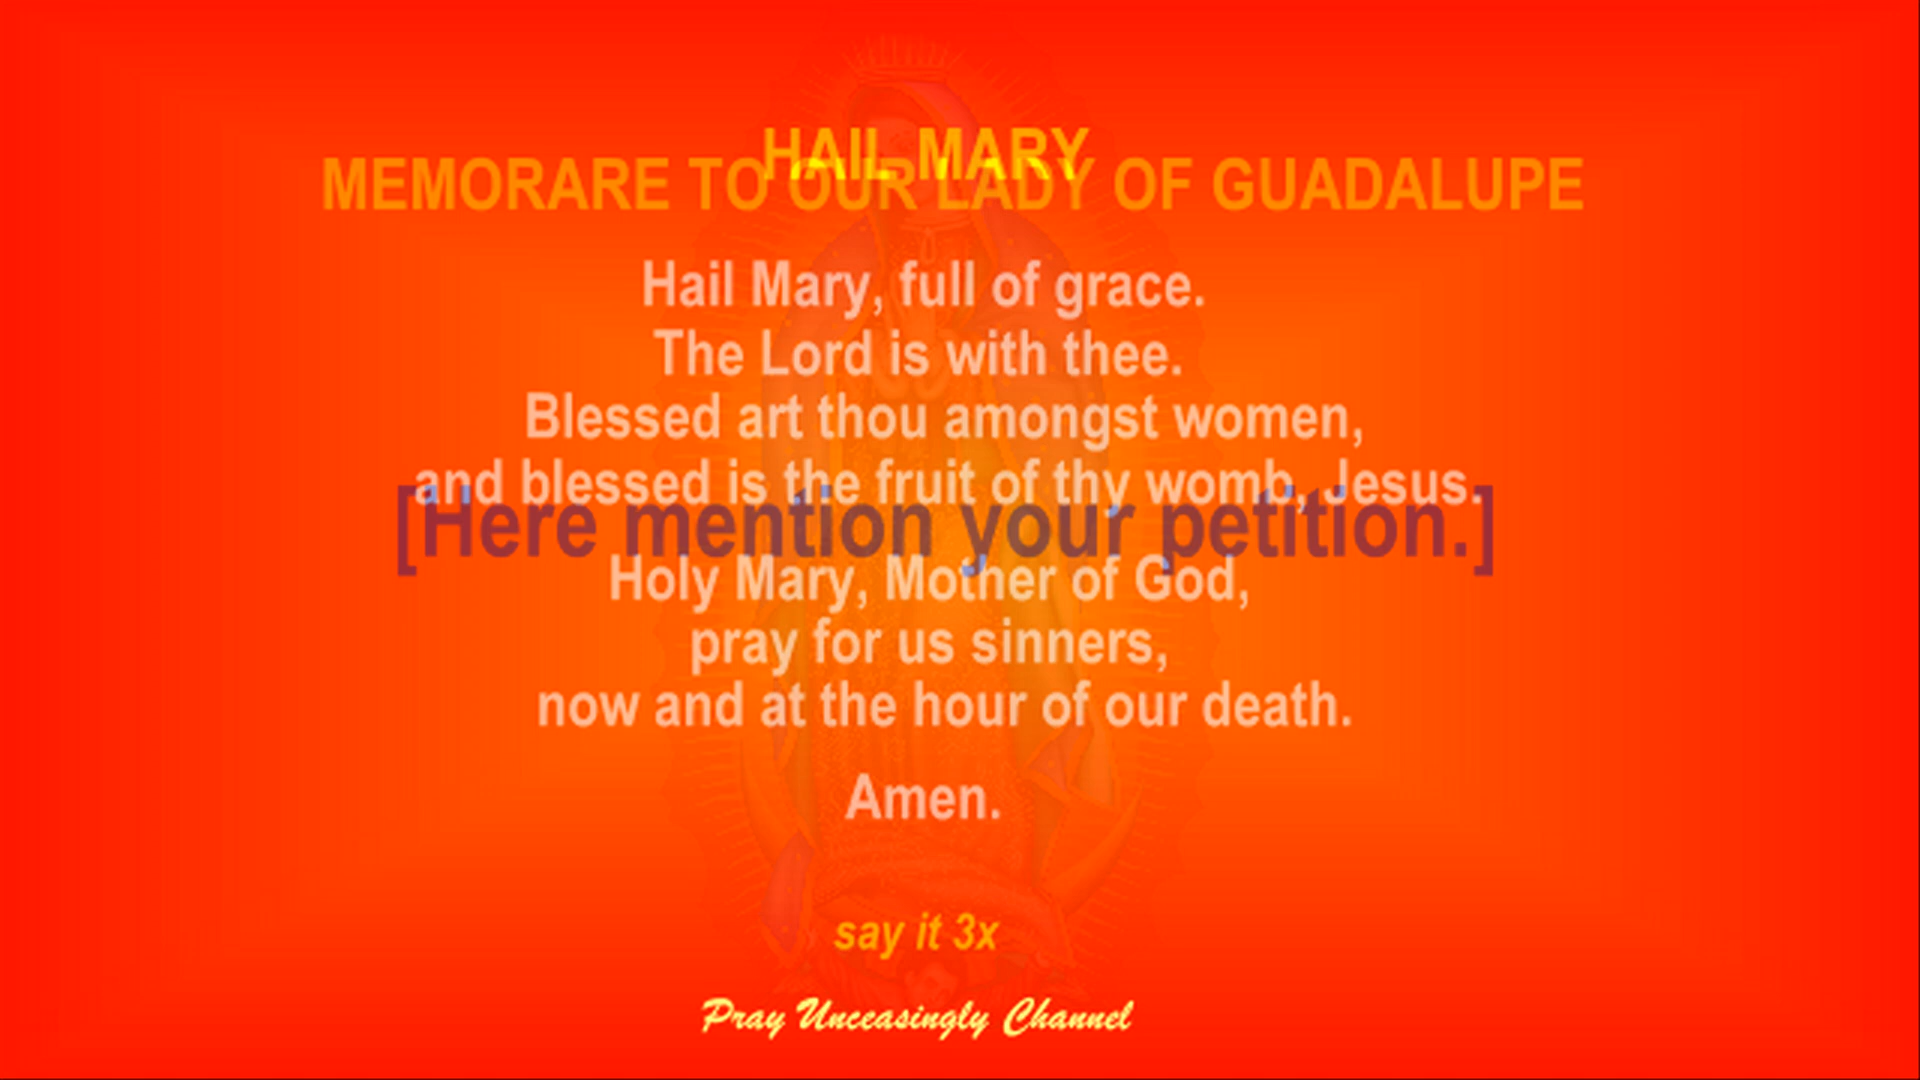 HAIL MARY
MEMORARE TO OUR LADY OF GUADALUPE
Hail Mary, full of grace.
The Lord is with thee.
Blessed art thou amongst women,
and blessed is the fruit of thy womb, Jesus.
[Here mention your petition.]
Holy Mary, Mother of God,
pray for us sinners,
now and at the hour of our death.
Amen.
say it 3x
Pray Unceasingly Channel